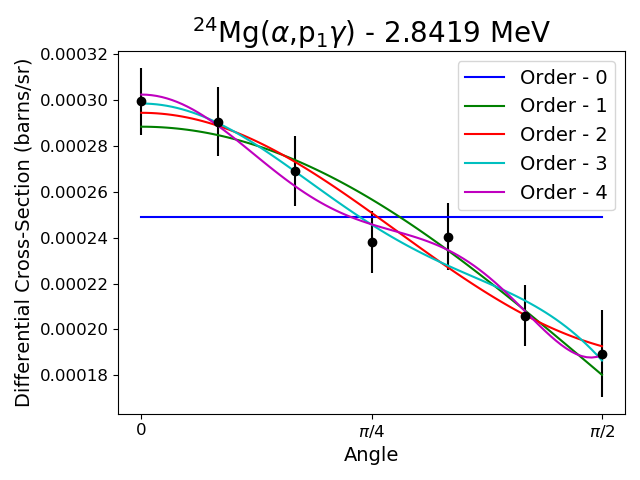 ²⁴Mg(α,p₁γ) - 2.8419 MeV
Differential Cross-Section (barns/sr)
0.00032
0.00030
0.00028
0.00026
0.00024
0.00022
0.00020
0.00018
Order - 0
Order - 1
Order - 2
Order - 3
Order - 4
0
π/4
π/2
Angle